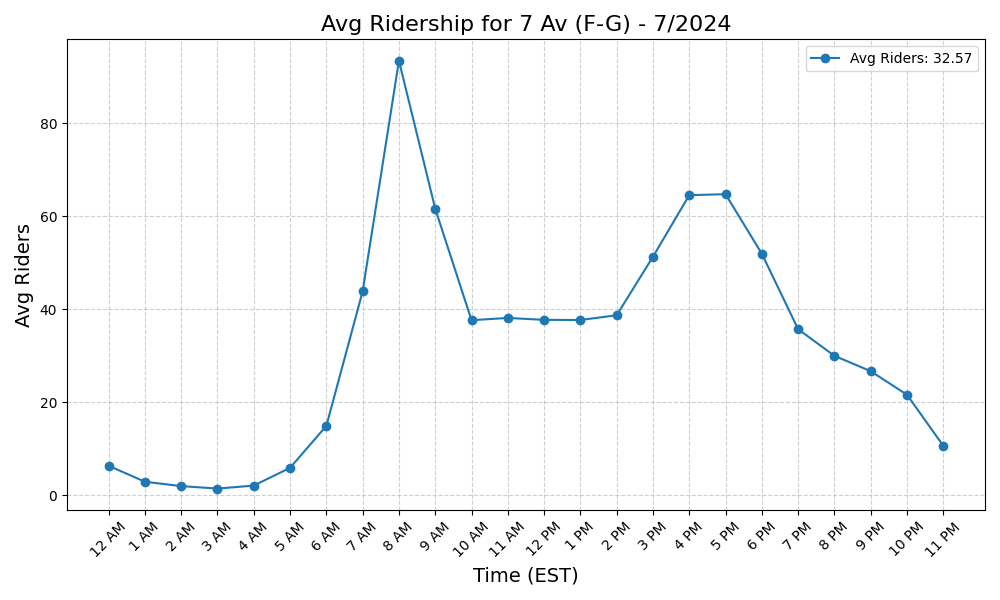 Avg Ridership for 7 Av (F-G) - 7/2024
Avg Riders: 32.57
Avg Riders
80
60
40
20
0
12 AM
1 AM
2 AM
3 AM
4 AM
5 AM
6 AM
7 AM
8 AM
9 AM
10 AM
11 AM
12 PM
1 PM
2 PM
3 PM
4 PM
5 PM
6 PM
7 PM
8 PM
9 PM
10 PM
11 PM
Time (EST)